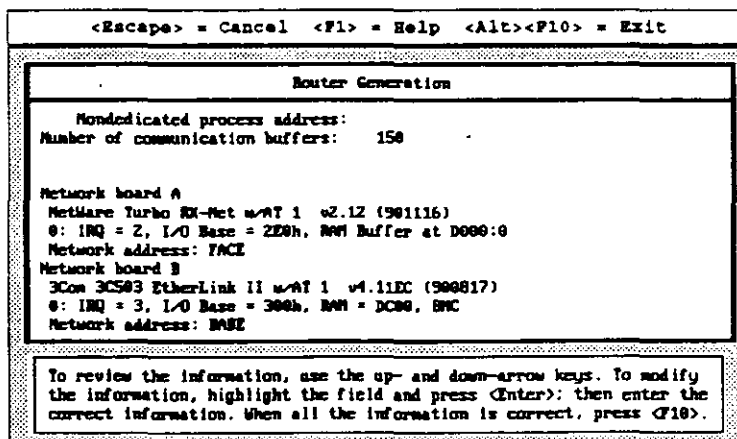 <Escape> = Cancel <F1> = Help <Alt><F10> = Exit
Router Generation
Nondedicated process address:
Number of communication buffers: 150
Network board A
NetWare Turbo RX-Net w/AT 1 v2.12 (901116)
0: IRQ = 2, I/O Base = 2E0h, RAM Buffer at D000:0
Network address: FACE
Network board B
3Com 3C503 EtherLink II w/AT 1 v4.11EC (900817)
0: IRQ = 3, I/O Base = 300h, RAM = DC00, BNC
Network address: BASE
To review the information, use the up- and down-arrow keys. To modify
the information, highlight the field and press <Enter>; then enter the
correct information. When all the information is correct, press <F10>.